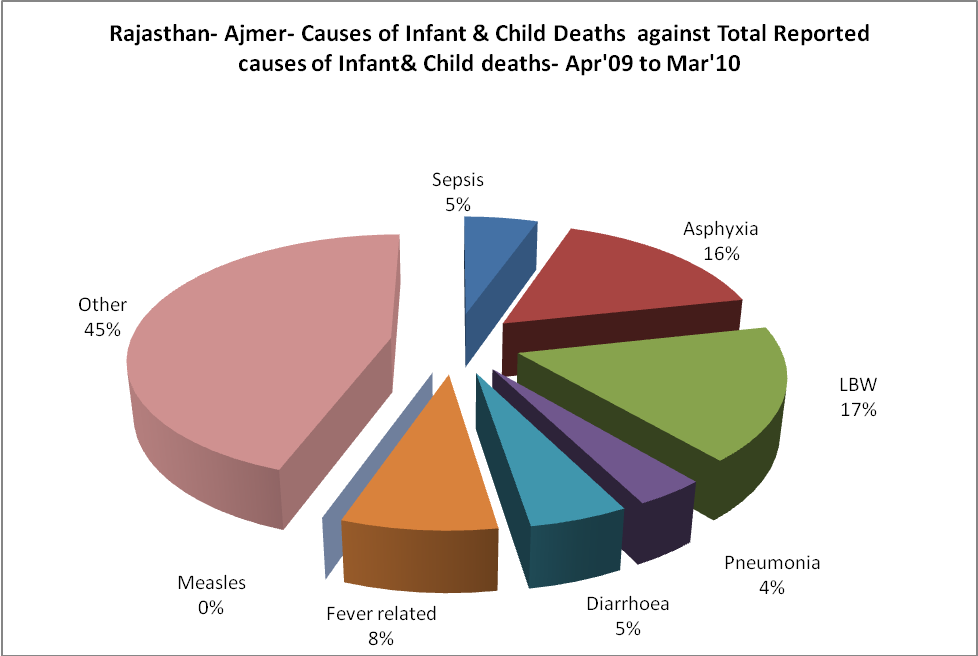 Rajasthan- Ajmer- Causes of Infant & Child Deaths  against Total Reported
causes of Infant& Child deaths- Apr'09 to Mar'10
Sepsis
5%
Asphyxia
16%
LBW
17%
Pneumonia
4%
Diarrhoea
5%
Fever related
8%
Measles
0%
Other
45%